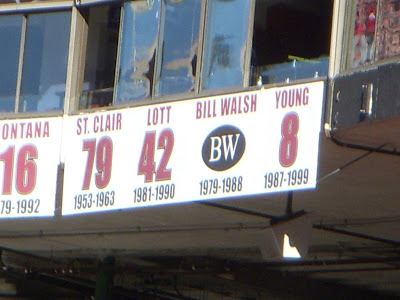 ONTANA
16
79-1992
ST. CLAIR
79
1953-1963
LOTT
42
1981-1990
BILL WALSH
BW
1979-1988
YOUNG
8
1987-1999